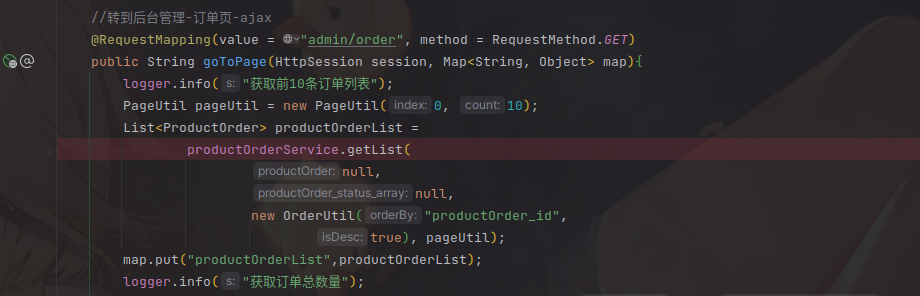 //转到后台管理-订单页-ajax
@RequestMapping(value = "admin/order", method = RequestMethod.GET)
public String goToPage(HttpSession session, Map<String, Object> map){
logger.info( s: "获取前10条订单列表");
PageUtil pageUtil = new PageUtil( index: 0, count: 10);
List<ProductOrder> productOrderList =
productOrderService.getList(
productOrder: null,
productOrder_status_array: null,
new OrderUtil( orderBy: "productOrder_id",
isDesc: true), pageUtil);
map.put("productOrderList",productOrderList);
logger.info( s: "获取订单总数量");